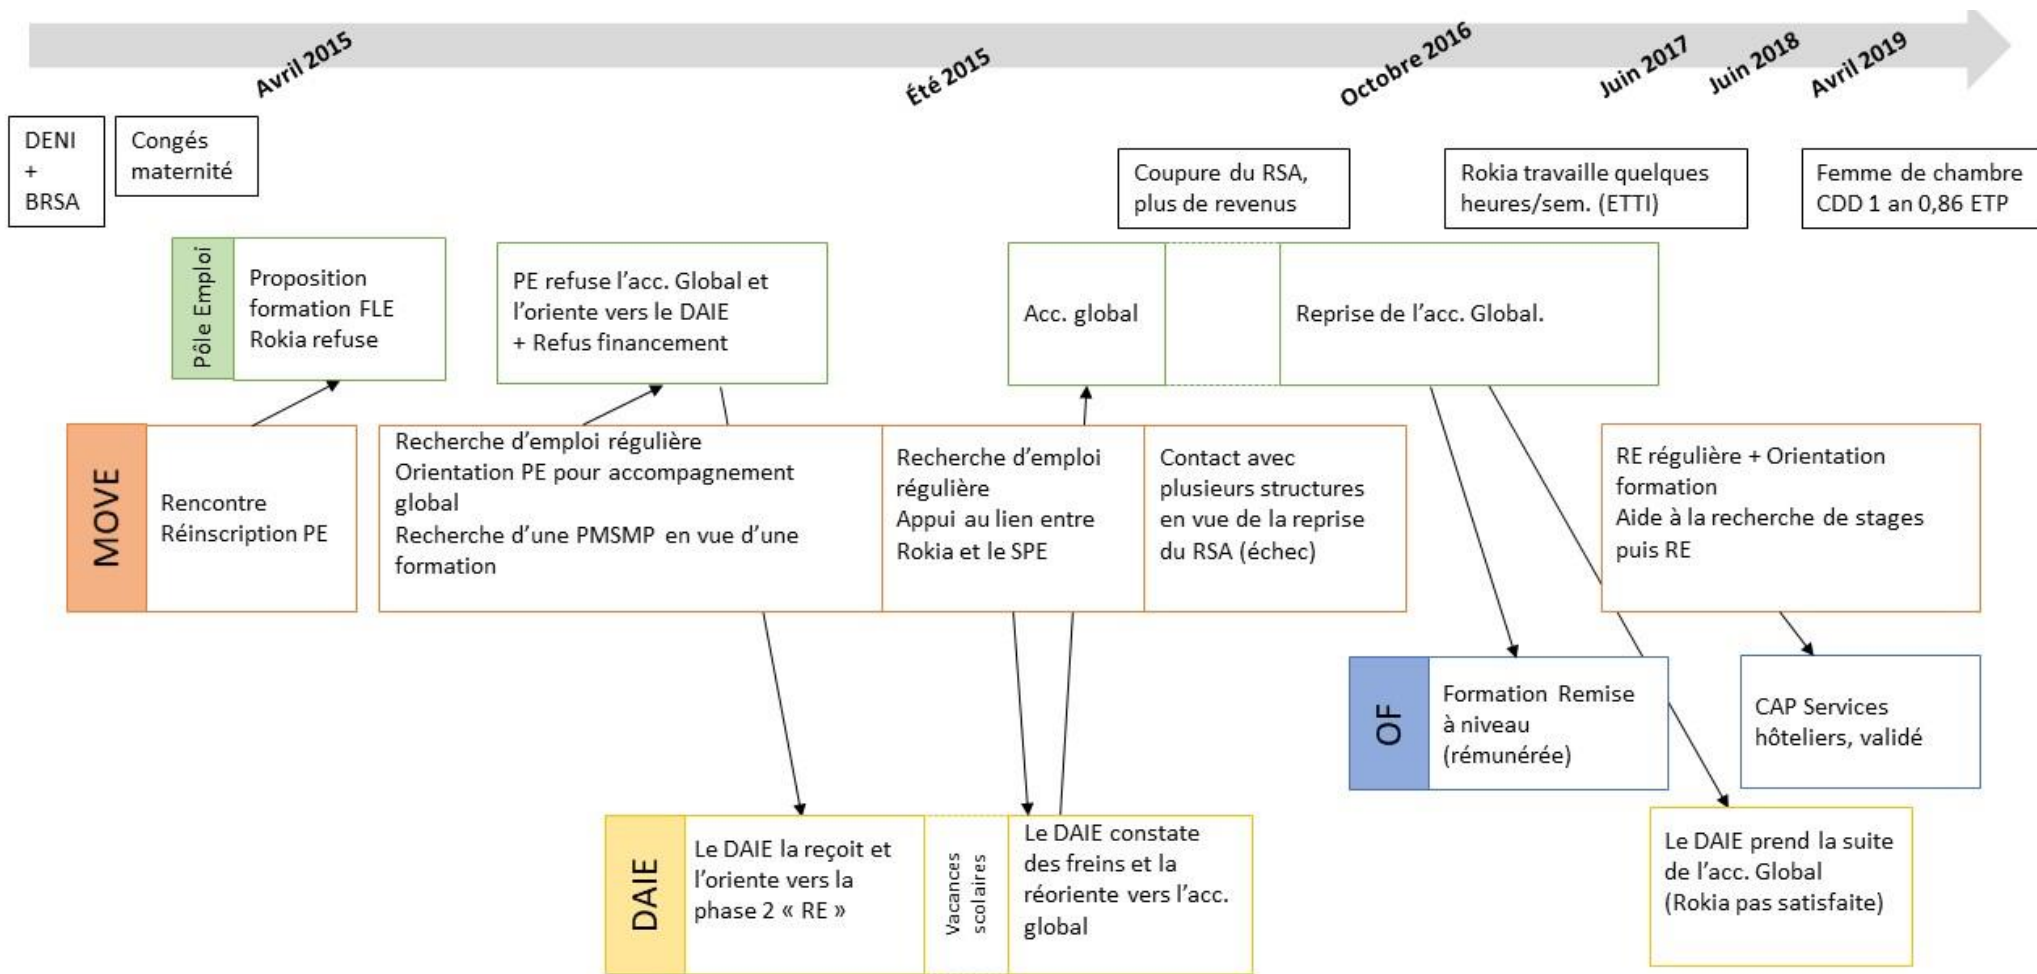 Avril 2015
Été 2015
Octobre 2016
Juin 2017
Juin 2018
Avril 2019
DENI
+
BRSA
Congés
maternité
Coupure du RSA,
plus de revenus
Rokia travaille quelques
heures/sem. (ETTI)
Femme de chambre
CDD 1 an 0,86 ETP
Pôle Emploi
Proposition
formation FLE
Rokia refuse
PE refuse l'acc. Global et
l'oriente vers le DAIE
+ Refus financement
Acc. global
Reprise de l'acc. Global.
MOVE
Rencontre
Réinscription PE
Recherche d'emploi régulière
Orientation PE pour accompagnement
global
Recherche d'une PMSMP en vue d'une
formation
Recherche d'emploi
régulière
Appui au lien entre
Rokia et le SPE
Contact avec
plusieurs structures
en vue de la reprise
du RSA (échec)
RE régulière + Orientation
formation
Aide à la recherche de stages
puis RE
OF
Formation Remise
à niveau
(rémunérée)
CAP Services
hôteliers, validé
DAIE
Le DAIE la reçoit et
l'oriente vers la
phase 2 « RE »
Vacances
scolaires
Le DAIE constate
des freins et la
réoriente vers l'acc.
global
Le DAIE prend la suite
de l'acc. Global
(Rokia pas satisfaite)